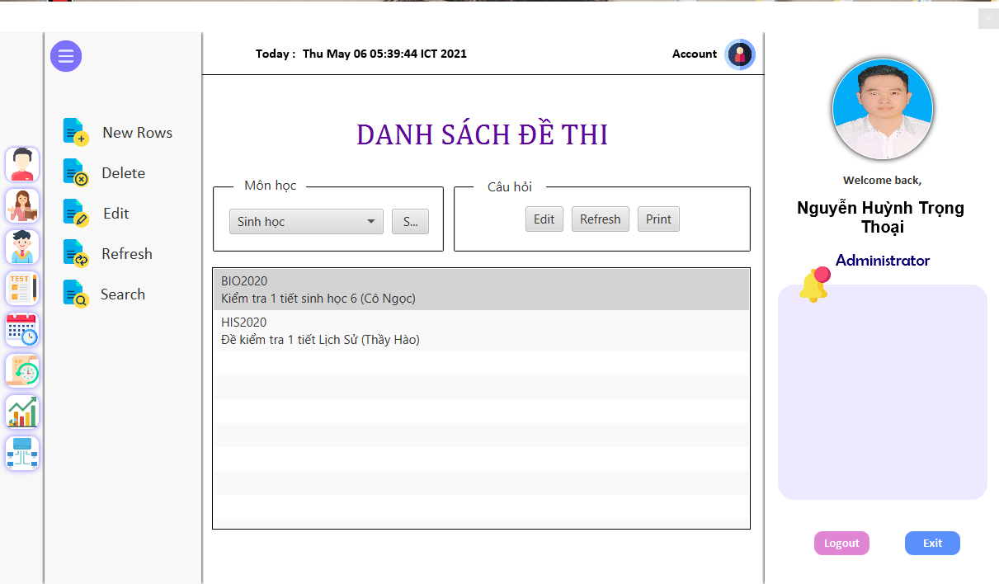 Today : Thu May 06 05:39:44 ICT 2021
Account
New Rows
Delete
Edit
Refresh
Search
TEST
DANH SÁCH ĐỀ THI
Môn học
Sinh học
S...
Câu hỏi
Edit
Refresh
Print
BIO2020
Kiểm tra 1 tiết sinh học 6 (Cô Ngọc)
HIS2020
Đề kiểm tra 1 tiết Lịch Sử (Thầy Hào)
Welcome back,
Nguyễn Huỳnh Trọng
Thoại
Administrator
Logout
Exit